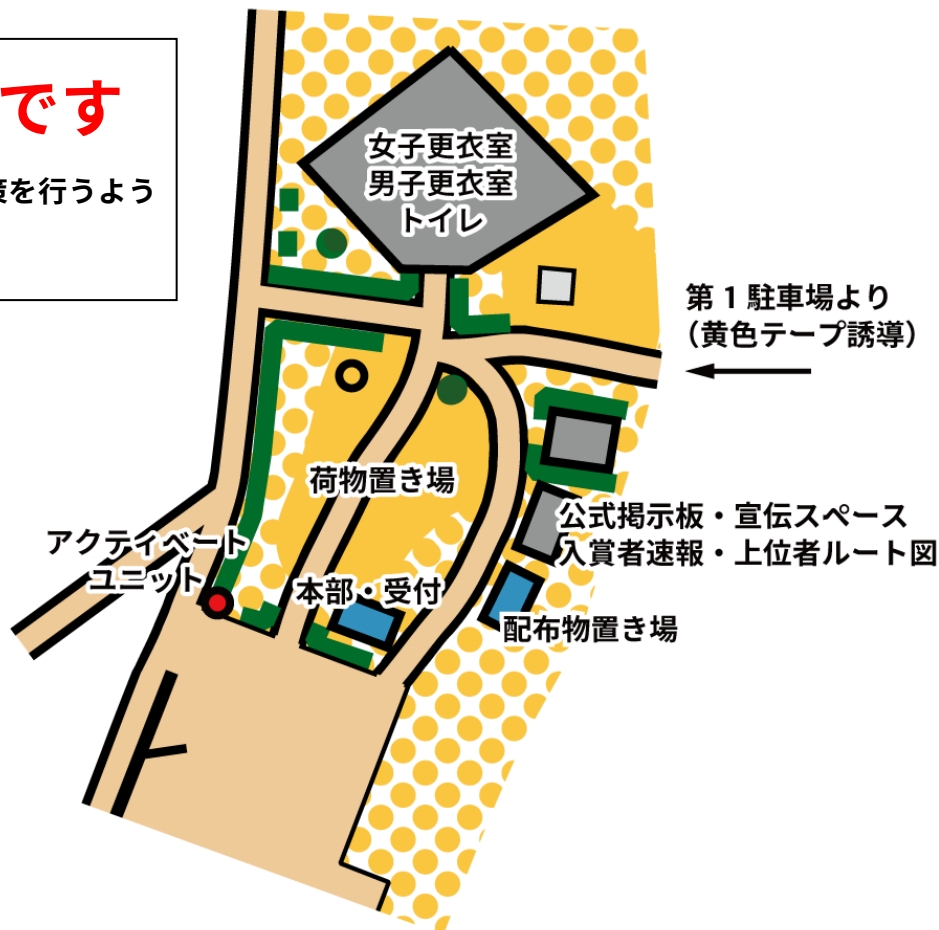 です
策を行うよう
女子更衣室
男子更衣室
トイレ
第1駐車場より
（黄色テープ誘導）
荷物置き場
公式掲示板・宣伝スペース
入賞者速報・上位者ルート図
アクティベート
ユニット
本部・受付
配布物置き場